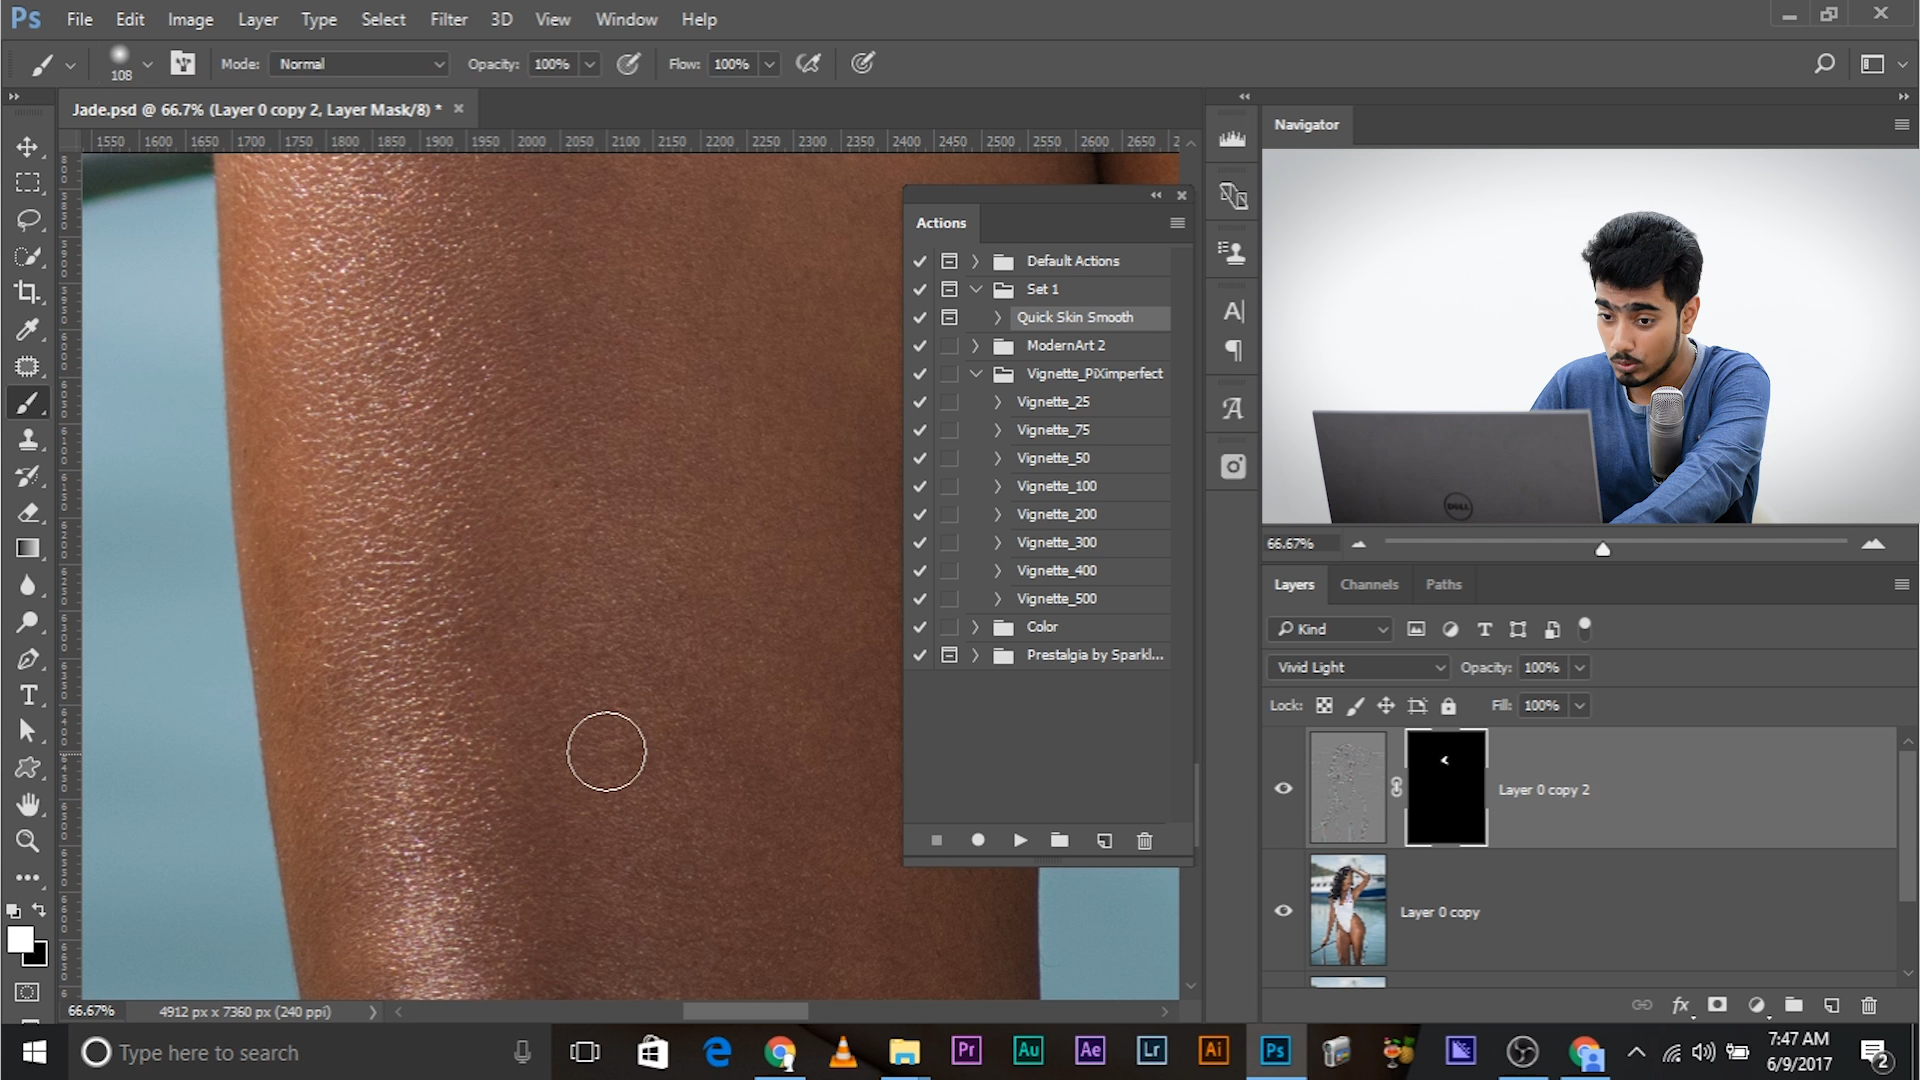 Ps File Edit Image Layer Type Select Filter 3D View Window Help
108 Mode: Normal Opacity: 100% Flow: 100%
Jade.psd @ 66.7% (Layer 0 copy 2, Layer Mask/8) *
1550 1600 1650 1700 1750 1800 1850 1900 1950 2000 2050 2100 2150 2200 2250 2300 2350 2400 2450 2500 2550 2600 2650
Navigator
Actions
Default Actions
Set 1
Quick Skin Smooth
ModernArt 2
Vignette_PiXimperfect
Vignette_25
Vignette_75
Vignette_50
Vignette_100
Vignette_200
Vignette_300
Vignette_400
Vignette_500
Color
Prestalgia by Sparkl...
DELL
66.67%
Layers Channels Paths
Kind
Vivid Light Opacity: 100%
Lock: Fill: 100%
Layer 0 copy 2
Layer 0 copy
fx
66.67% 4912 px x 7360 px (240 ppi)
Type here to search
Pr Au Ae Lr Ai Ps
7:47 AM
6/9/2017
2